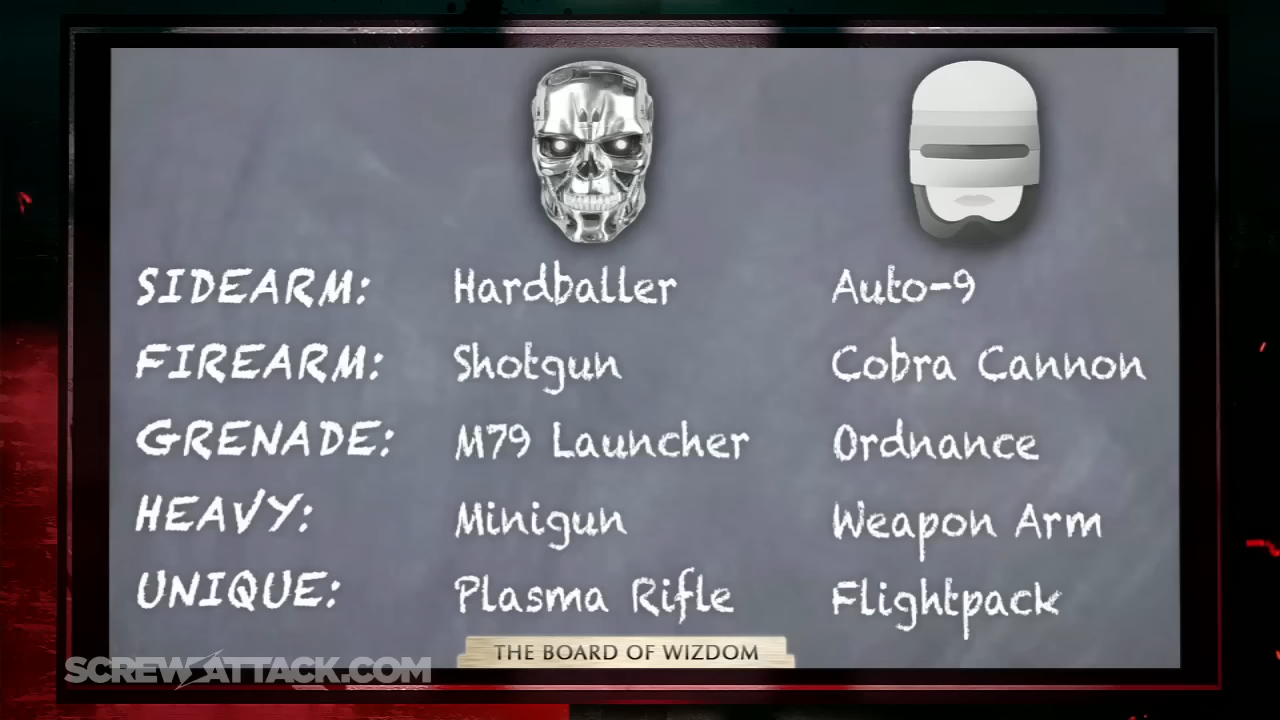 SIDEARM: Hardballer Auto-9
FIREARM: Shotgun Cobra Cannon
GRENADE: M79 Launcher Ordnance
HEAVY: Minigun Weapon Arm
UNIQUE: Plasma Rifle Flightpack
THE BOARD OF WIZDOM
SCREWATTACK.COM